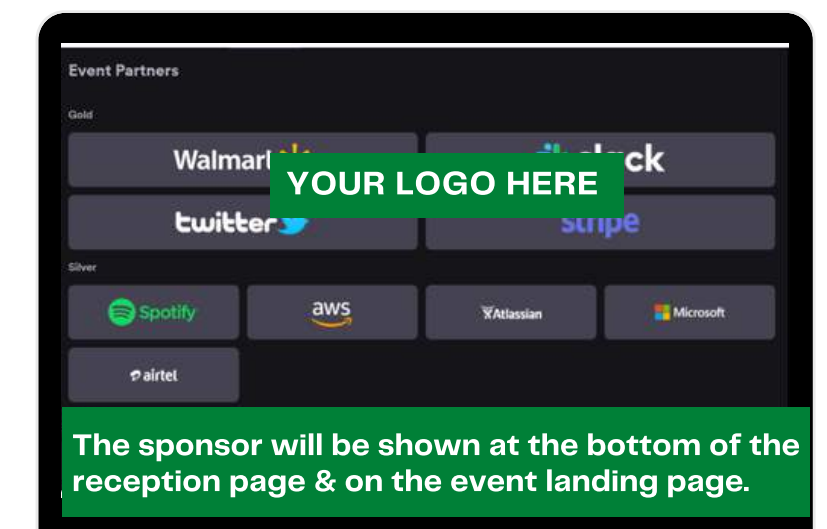 Event Partners
Gold
Walmart slack
YOUR LOGO HERE
twitter stripe
Silver
Spotify aws Atlassian Microsoft
airtel
The sponsor will be shown at the bottom of the
reception page & on the event landing page.